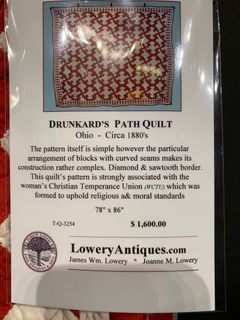 DRUNKARD'S PATH QUILT
Ohio - Circa 1880's
The pattern itself is simple however the particular
arrangement of blocks with curved seams makes its
construction rather complex. Diamond & sawtooth border.
This quilt's pattern is strongly associated with the
woman's Christian Temperance Union (WCTU) which was
formed to uphold religious a& moral standards
78" x 86"
T-Q-3254 $ 1,600.00
LoweryAntiques.com
James Wm. Lowery * Joanne M. Lowery